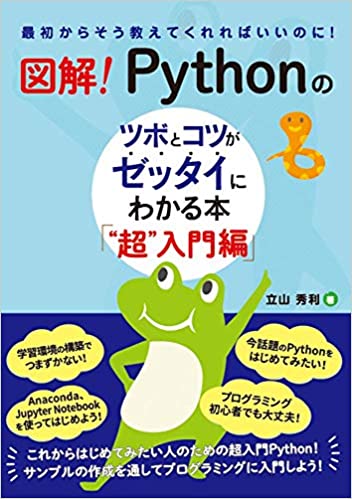 最初からそう教えてくれればいいのに!
図解! Pythonの
ツボとコツが
ゼッタイに
わかる本
「“超”入門編」
立山 秀利 著
学習環境の構築で
つまずかない!
今話題のPythonを
はじめてみたい!
Anaconda、
Jupyter Notebook
を使ってはじめよう!
プログラミング
初心者でも大丈夫!
これからはじめてみたい人のための超入門Python!
サンプルの作成を通してプログラミングに入門しよう!